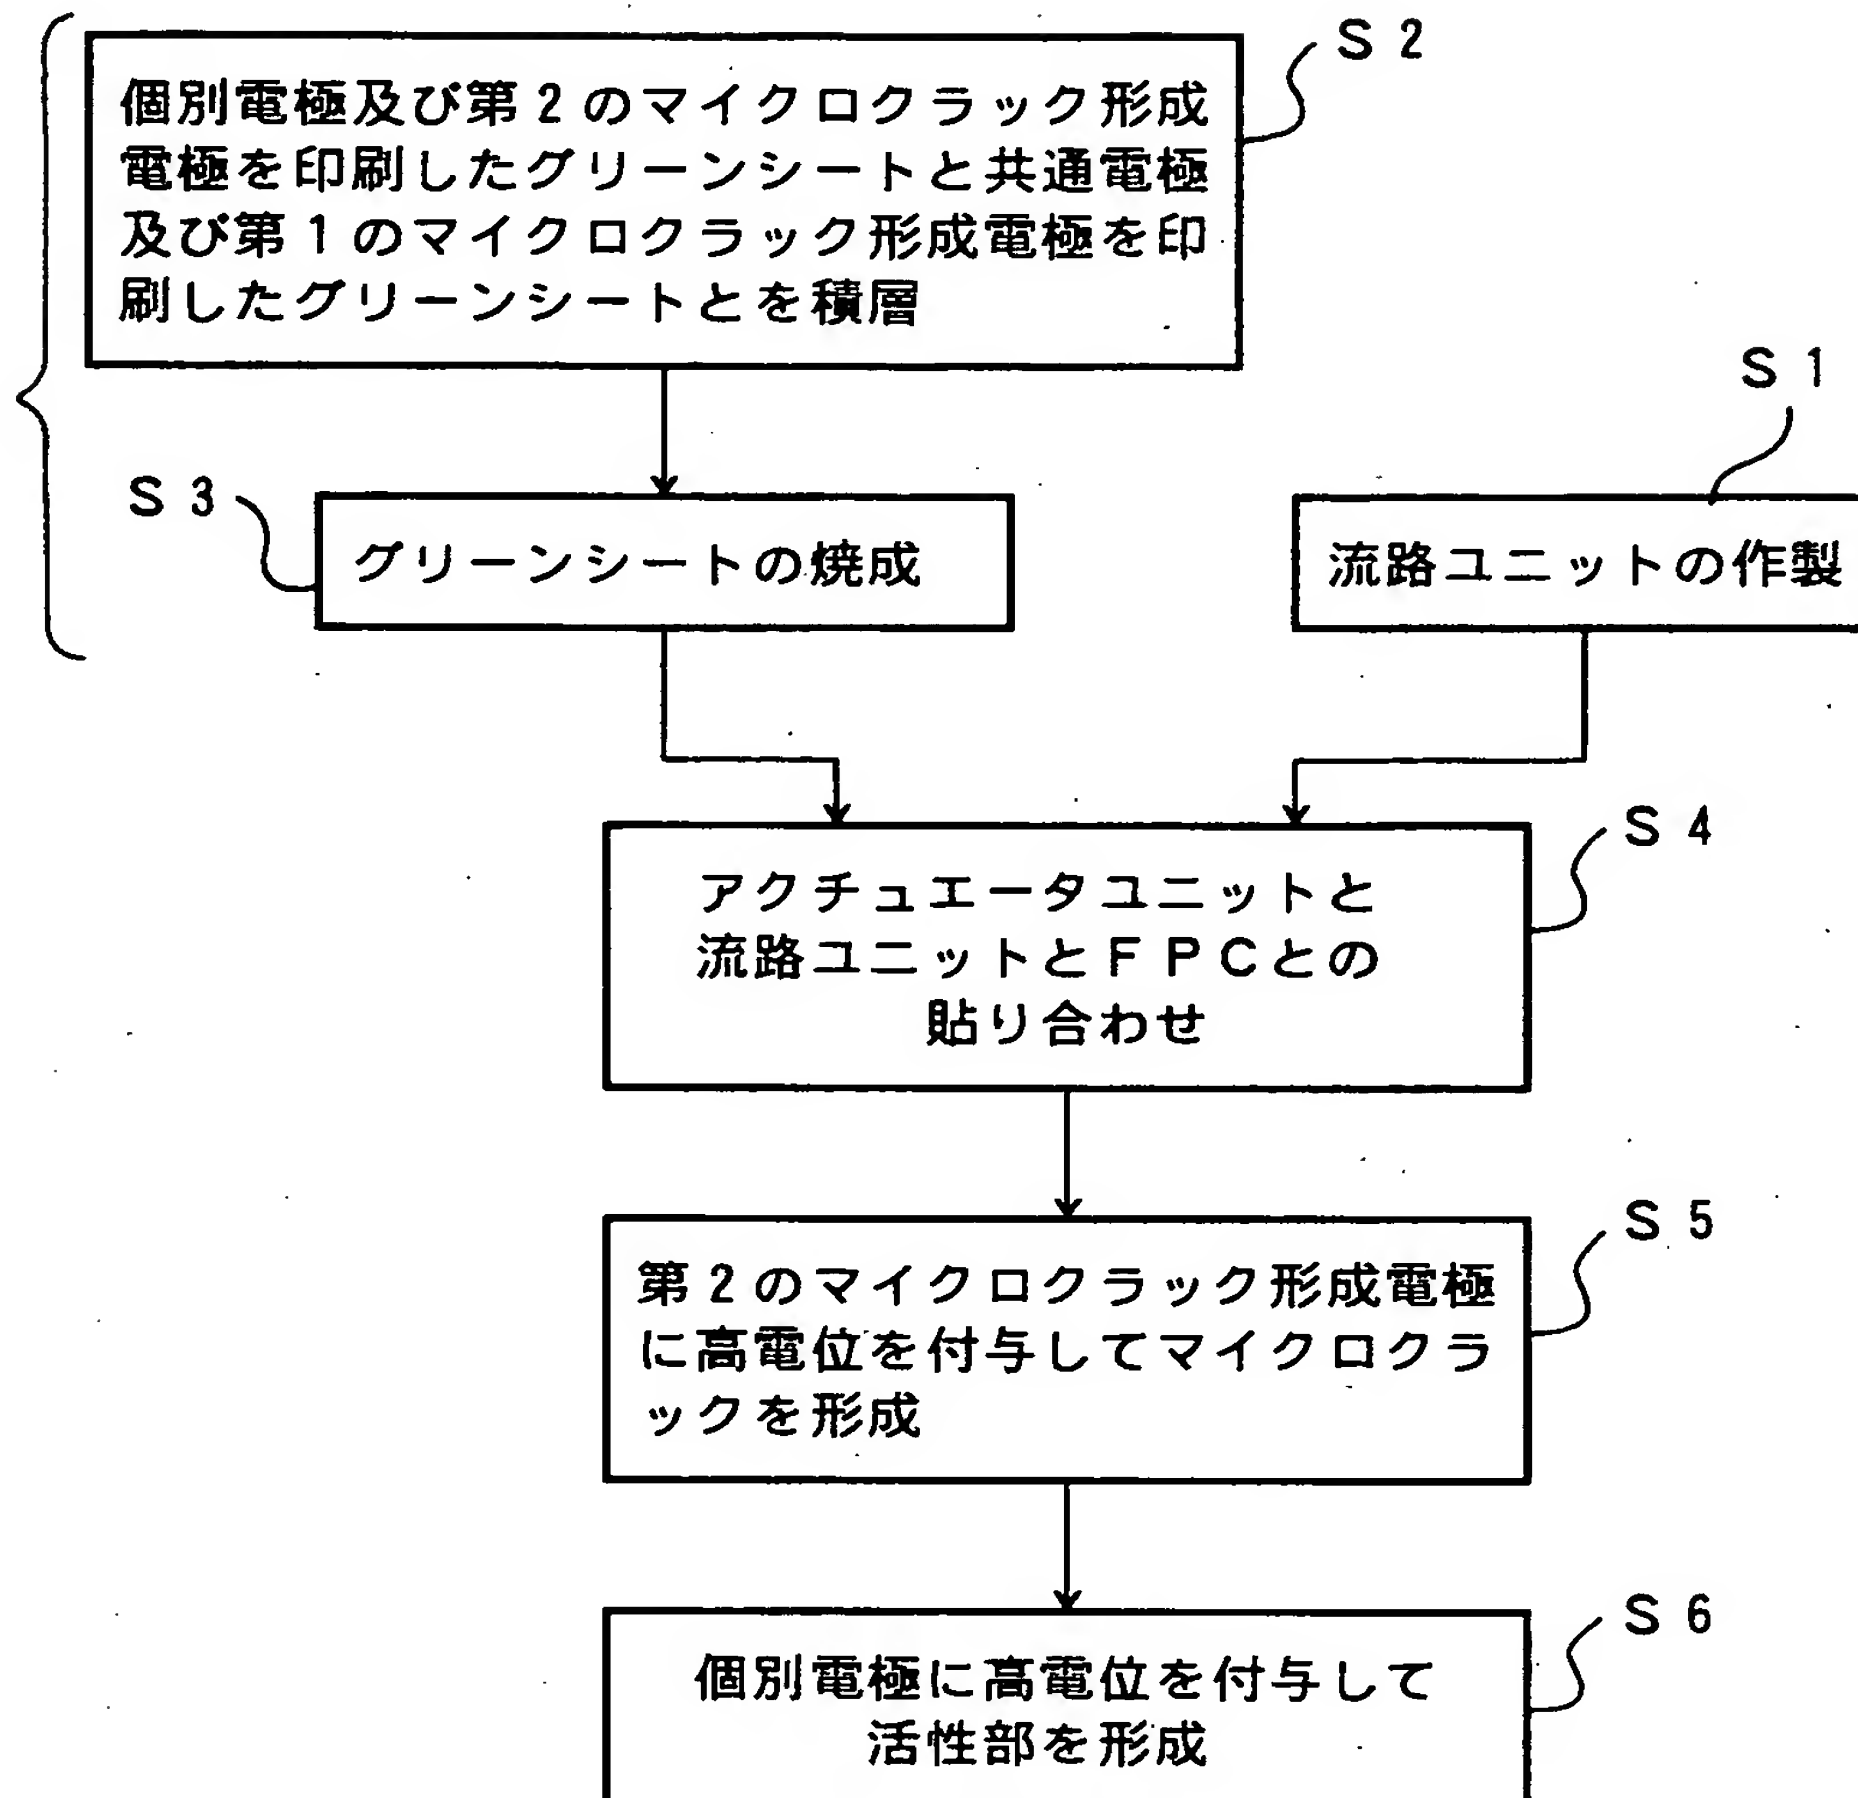 S2
個別電極及び第2のマイクロクラック形成
電極を印刷したグリーンシートと共通電極
及び第1のマイクロクラック形成電極を印
刷したグリーンシートとを積層
S1
S3
グリーンシートの焼成
流路ユニットの作製
S4
アクチュエータユニットと
流路ユニットとFPCとの
貼り合わせ
S5
第2のマイクロクラック形成電極
に高電位を付与してマイクロクラ
ックを形成
S6
個別電極に高電位を付与して
活性部を形成